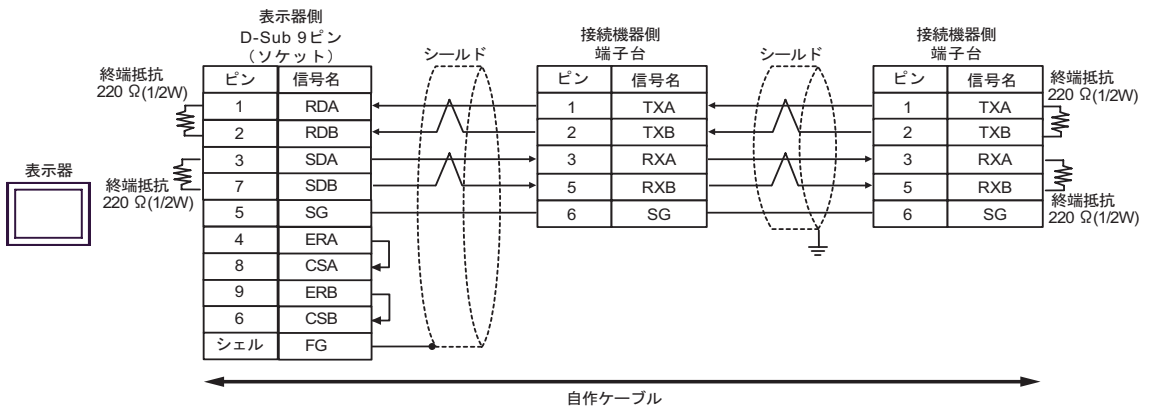 表示器側
D-Sub 9ピン
(ソケット)
シールド
接続機器側
端子台
シールド
接続機器側
端子台
終端抵抗
220 Ω(1/2W)
終端抵抗
220 Ω(1/2W)
表示器
ピン 信号名
1 RDA
2 RDB
3 SDA
7 SDB
5 SG
4 ERA
8 CSA
9 ERB
6 CSB
シェル FG
ピン 信号名
1 TXA
2 TXB
3 RXA
5 RXB
6 SG
ピン 信号名
1 TXA
2 TXB
3 RXA
5 RXB
6 SG
終端抵抗
220 Ω(1/2W)
終端抵抗
220 Ω(1/2W)
自作ケーブル